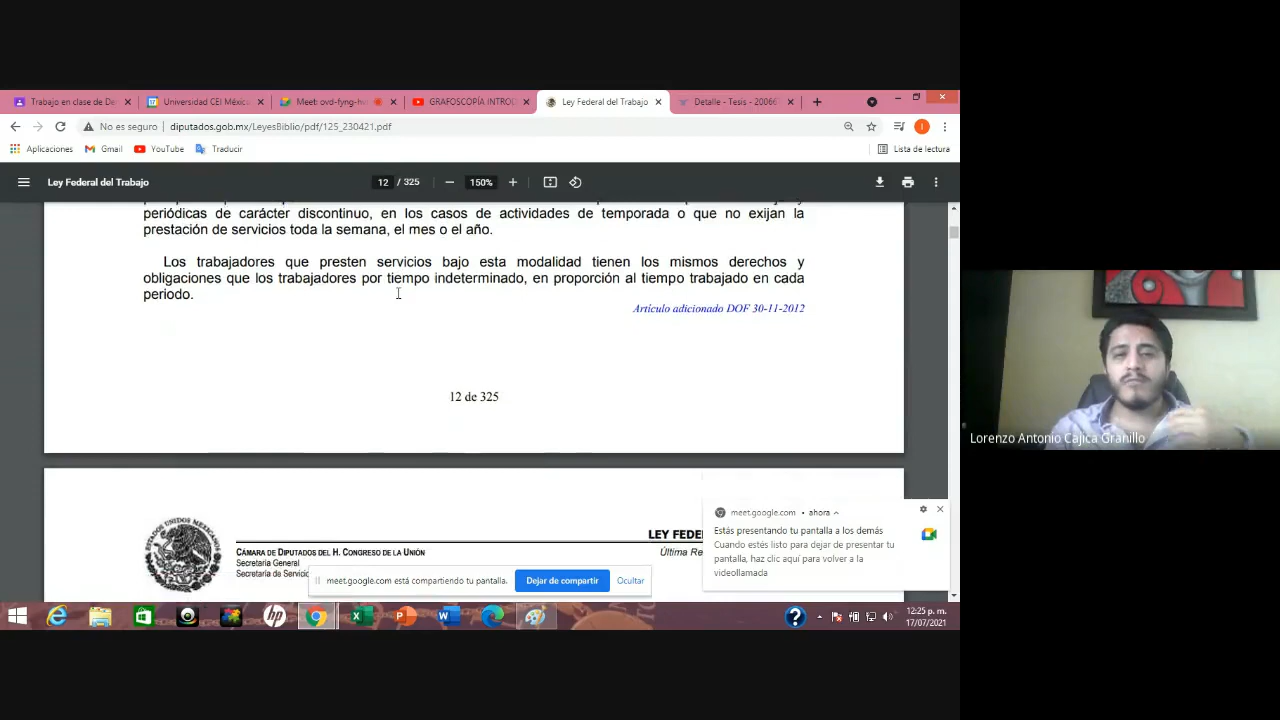 Trabajo en clase de De
Universidad CEI México
Meet: ovd-fyng-h
GRAFOSCOPÍA INTRO
Ley Federal del Trabajo
Detalle - Tesis - 20066
No es seguro
deputados.gob.mx/LeyesBiblio/pdf/125_230421.pdf
Aplicaciones
Gmail
YouTube
Traducir
Lista de lectura
Ley Federal del Trabajo
12 / 325
150%
periódicas de carácter discontinuo, en los casos de actividades de temporada o que no exijan la
prestación de servicios toda la semana, el mes o el año.
Los trabajadores que presten servicios bajo esta modalidad tienen los mismos derechos y
obligaciones que los trabajadores por tiempo indeterminado, en proporción al tiempo trabajado en cada
periodo.
Artículo adicionado DOF 30-11-2012
12 de 325
ESTADOS UNIDOS MEXICANOS
CÁMARA DE DIPUTADOS DEL H. CONGRESO DE LA UNIÓN
Secretaría General
Secretaría de Servicio
LEY FEDE
Última Re
meet.google.com • ahora
Estás presentando tu pantalla a los demás
Cuando estés listo para dejar de presentar tu
pantalla, haz clic aquí para volver a la
videollamada
meet.google.com está compartiendo tu pantalla.
Dejar de compartir
Ocultar
12:25 p. m.
17/07/2021
Lorenzo Antonio Cajica Granillo